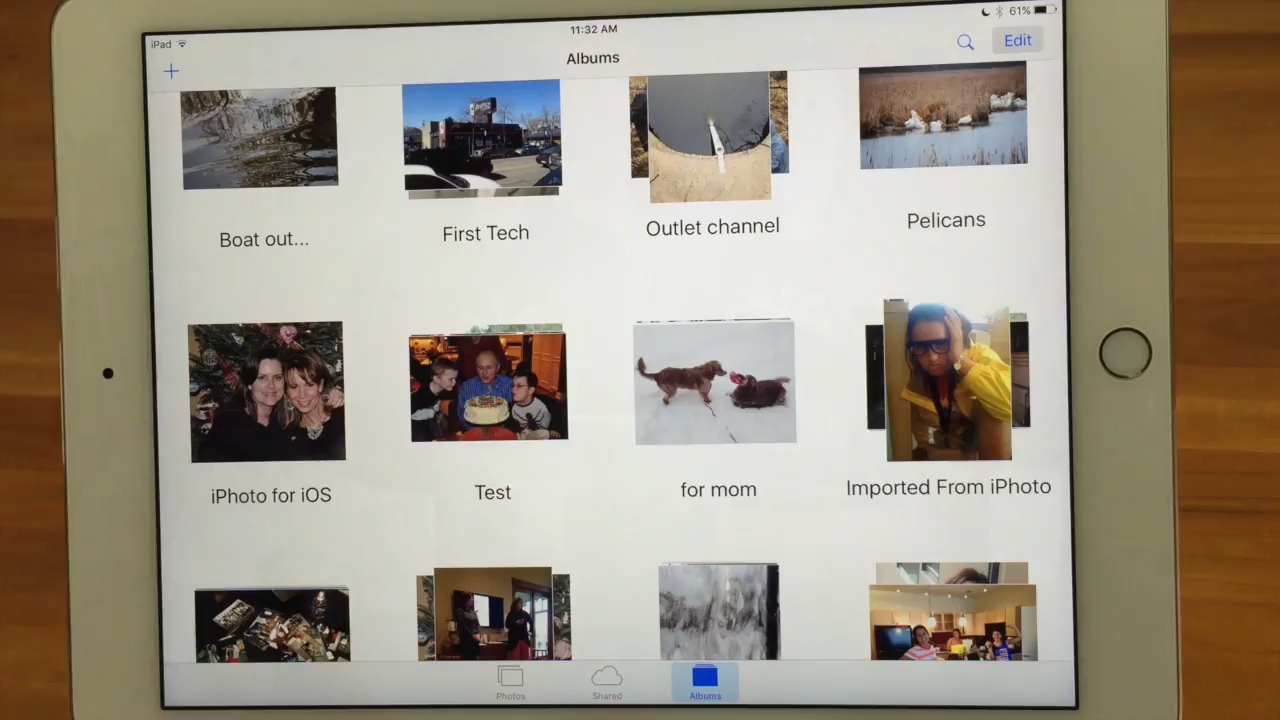 iPad
11:32 AM
61%
Albums
Edit
Boat out...
First Tech
Outlet channel
Pelicans
iPhoto for iOS
Test
for mom
Imported From iPhoto
Photos
Shared
Albums